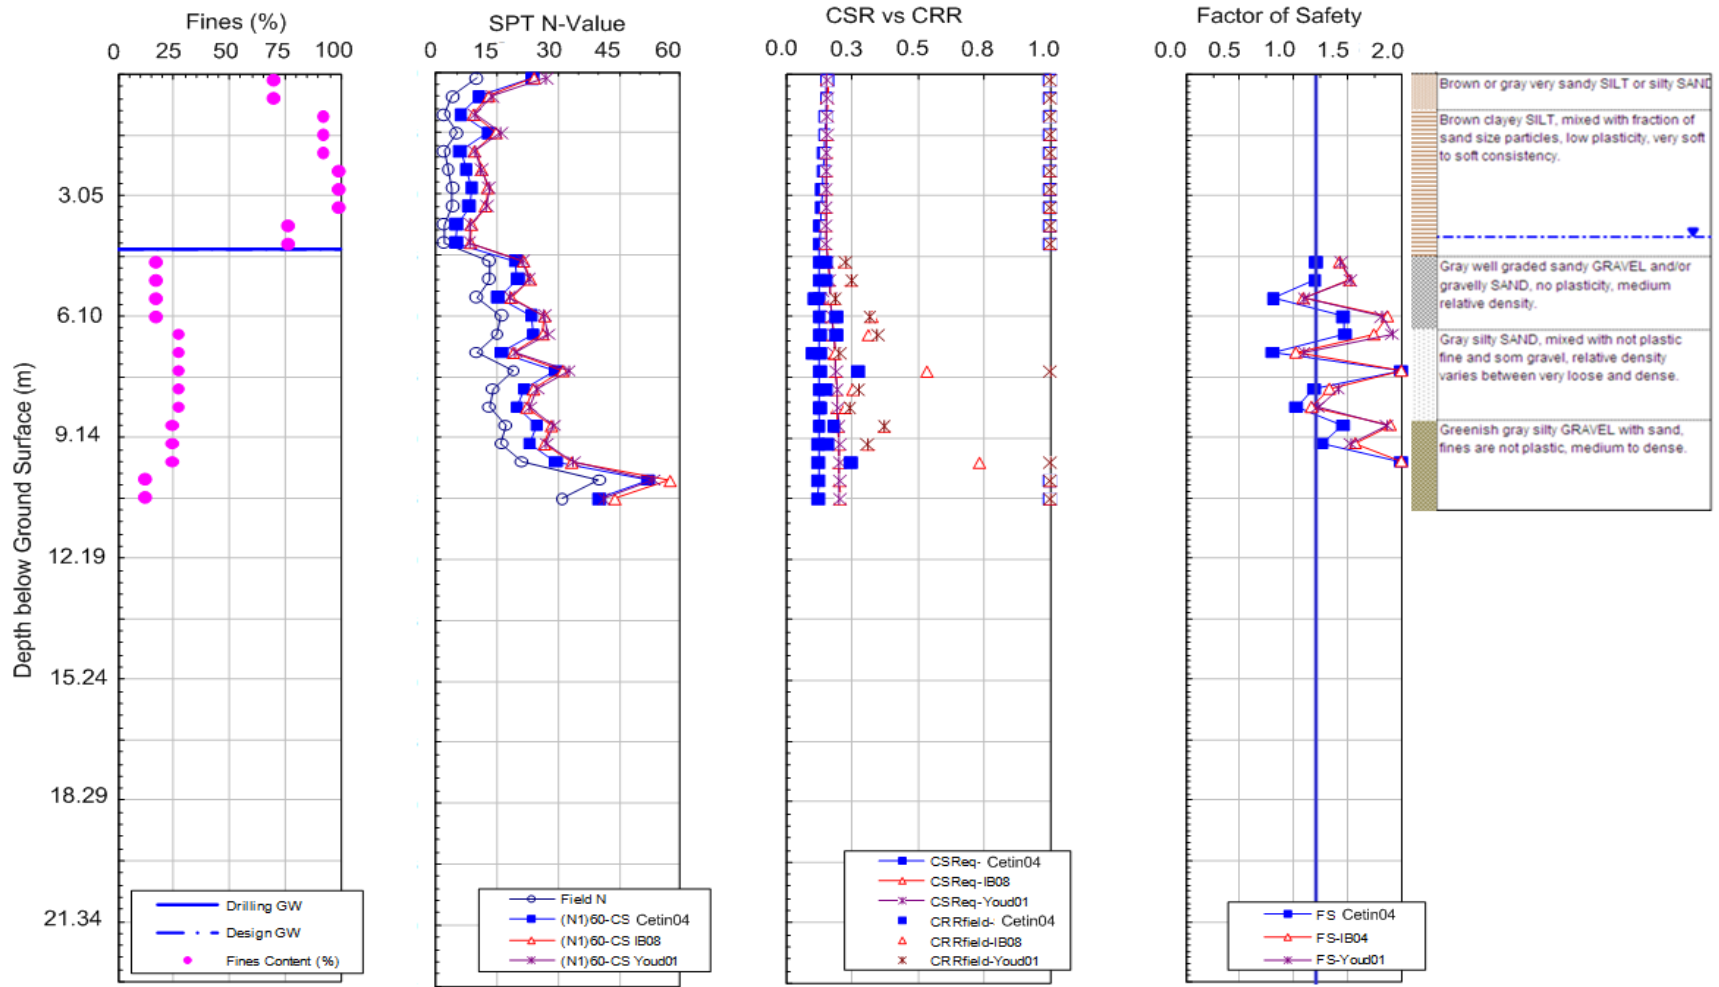 Fines (%)
0 25 50 75 100
SPT N-Value
0 15 30 45 60
CSR vs CRR
0.0 0.3 0.5 0.8 1.0
Factor of Safety
0.0 0.5 1.0 1.5 2.0
Depth below Ground Surface (m)
3.05
6.10
9.14
12.19
15.24
18.29
21.34
Brown or gray very sandy SILT or silty SAND
Brown clayey SILT, mixed with fraction of
sand size particles, low plasticity, very soft
to soft consistency.
Gray well graded sandy GRAVEL and/or
gravelly SAND, no plasticity, medium
relative density.
Gray silty SAND, mixed with not plastic
fine and som gravel, relative density
varies between very loose and dense.
Greenish gray silty GRAVEL with sand,
fines are not plastic, medium to dense.
Drilling GW
Design GW
Fines Content (%)
Field N
(N1)60-CS Cetin04
(N1)60-CS IB08
(N1)60-CS Youd01
CSReq- Cetin04
CSReq-IB08
CSReq-Youd01
CRRfield- Cetin04
CRRfield-IB08
CRRfield-Youd01
FS Cetin04
FS-IB04
FS-Youd01